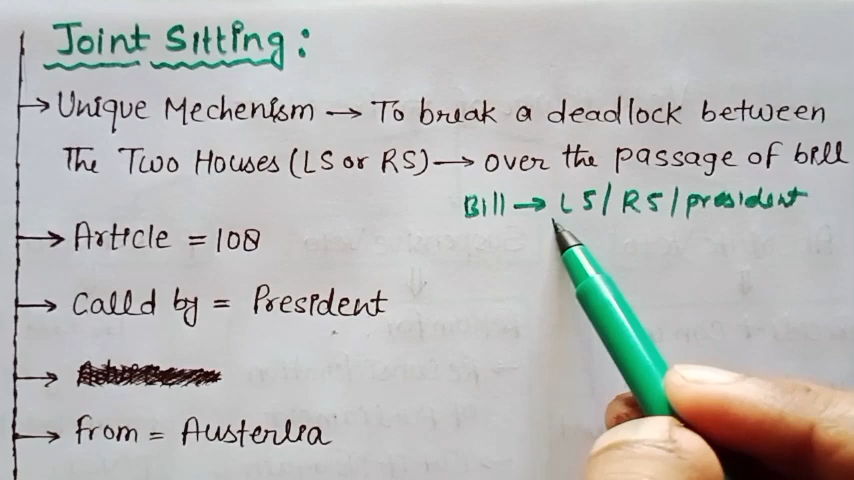 Joint Sitting :
→ Unique Mechenism → To break a deadlock between
The Two Houses (LS or RS) → over the passage of bill
Bill → LS / RS / president
→ Article = 108
→ Calld by = President
→ from = Austerlia